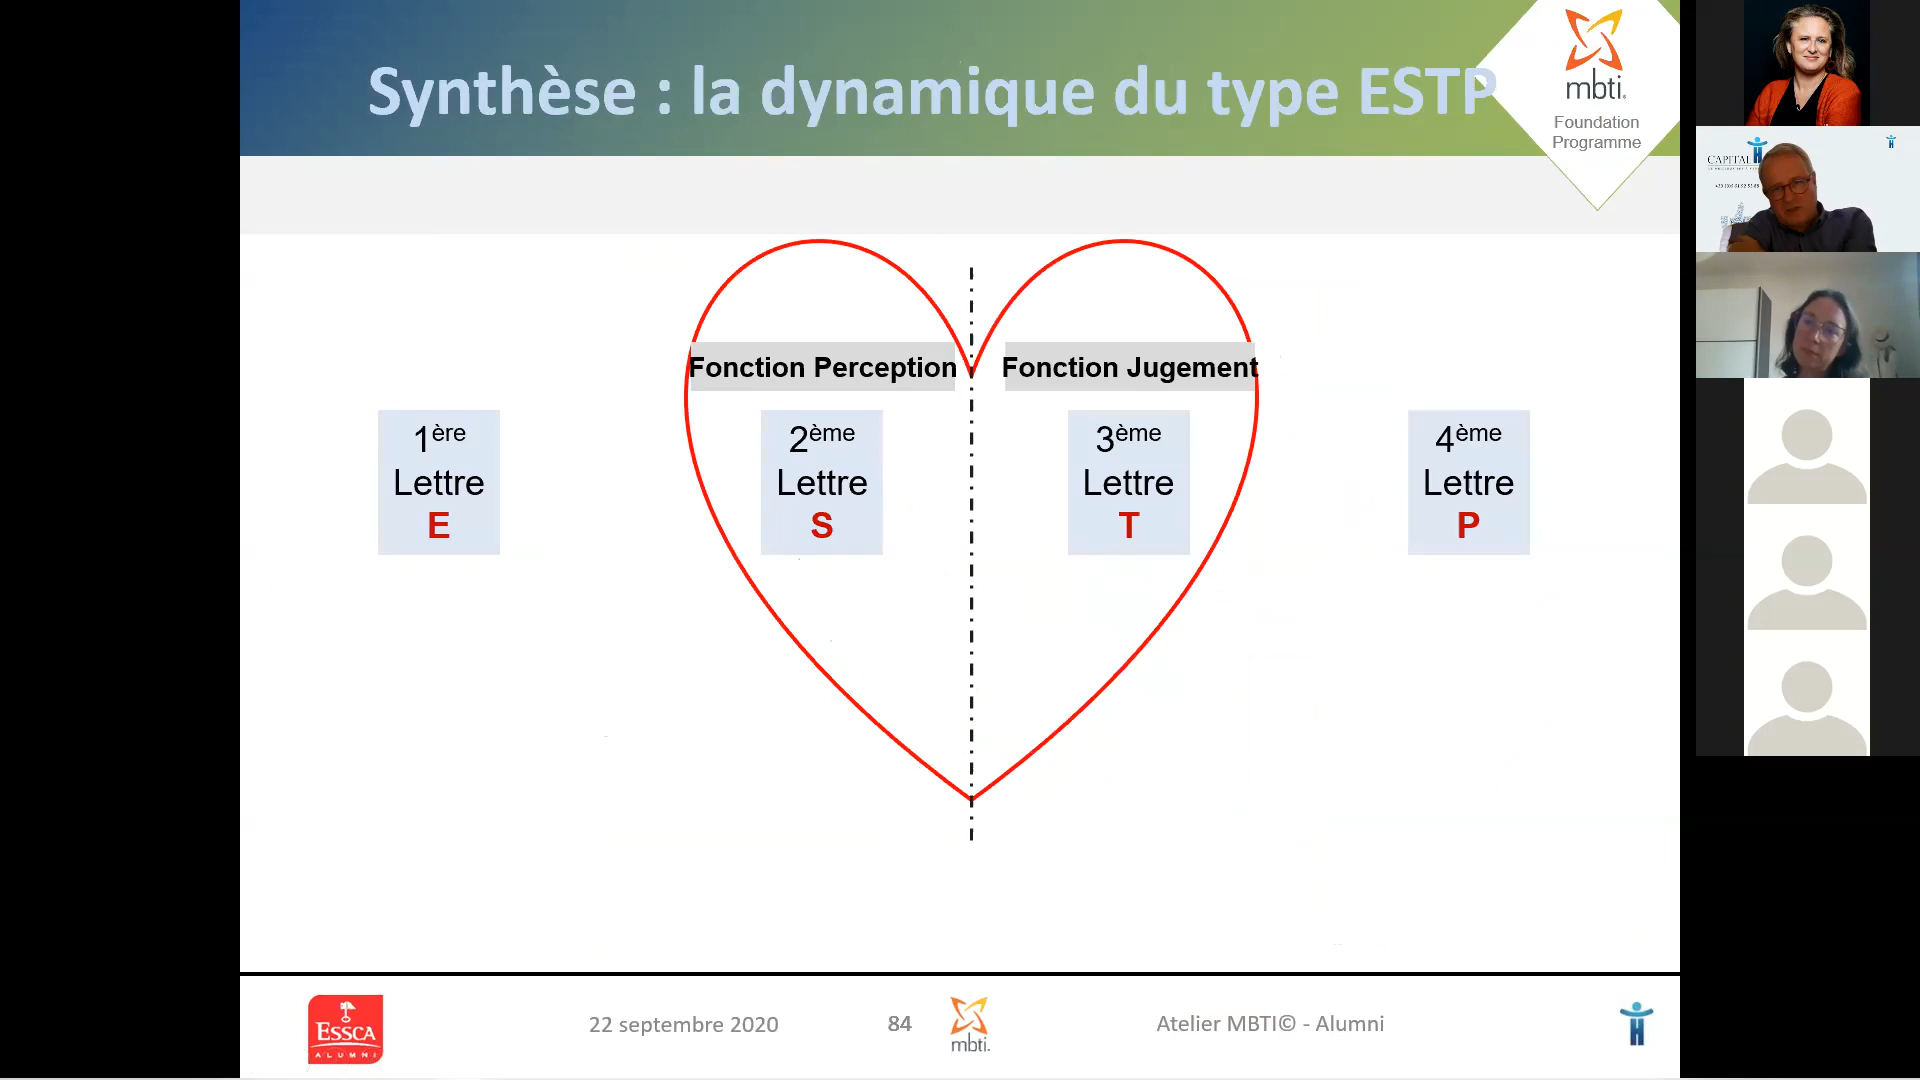 Synthèse : la dynamique du type ESTP
mbti.
Foundation
Programme
CAPITAL H
Fonction Perception
Fonction Jugement
1ère
Lettre
E
2ème
Lettre
S
3ème
Lettre
T
4ème
Lettre
P
ESSCA
ALUMNI
22 septembre 2020
84
mbti.
Atelier MBTI© - Alumni
H